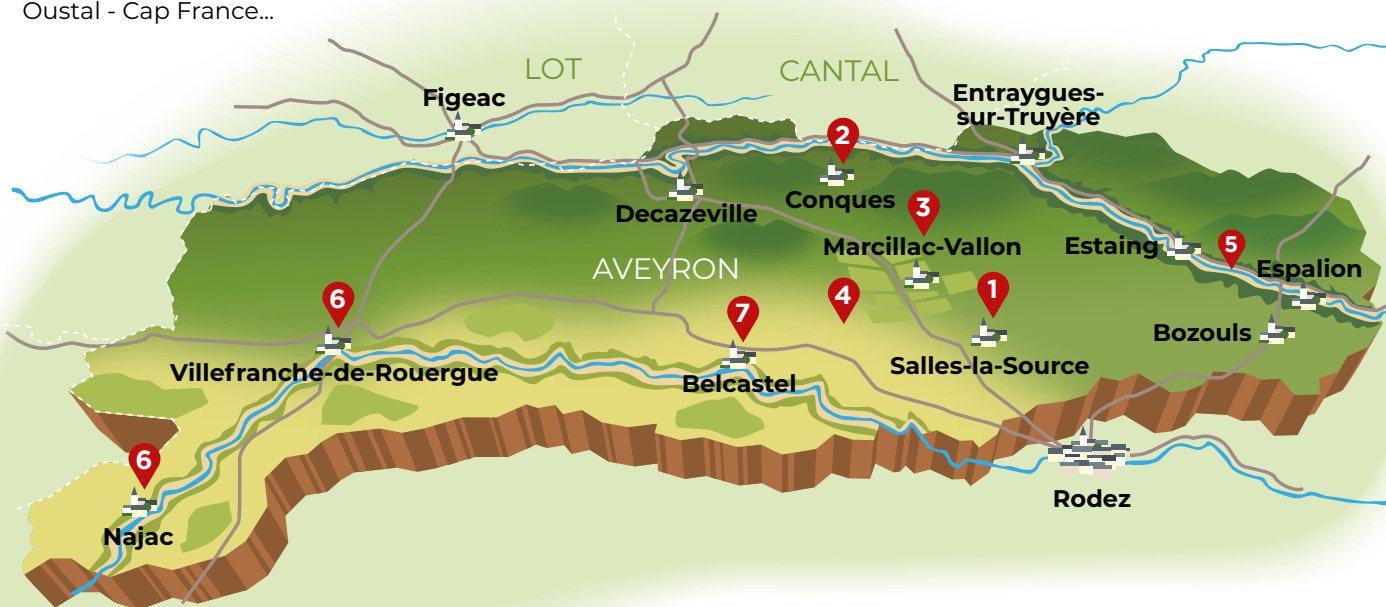 Oustal - Cap France...
LOT
CANTAL
Figeac
Entraygues-
sur-Truyère
2
Conques
3
Decazeville
Marcillac-Vallon
Estaing
5
Espalion
AVEYRON
6
7
4
1
Bozouls
Villefranche-de-Rouergue
Belcastel
Salles-la-Source
6
Najac
Rodez